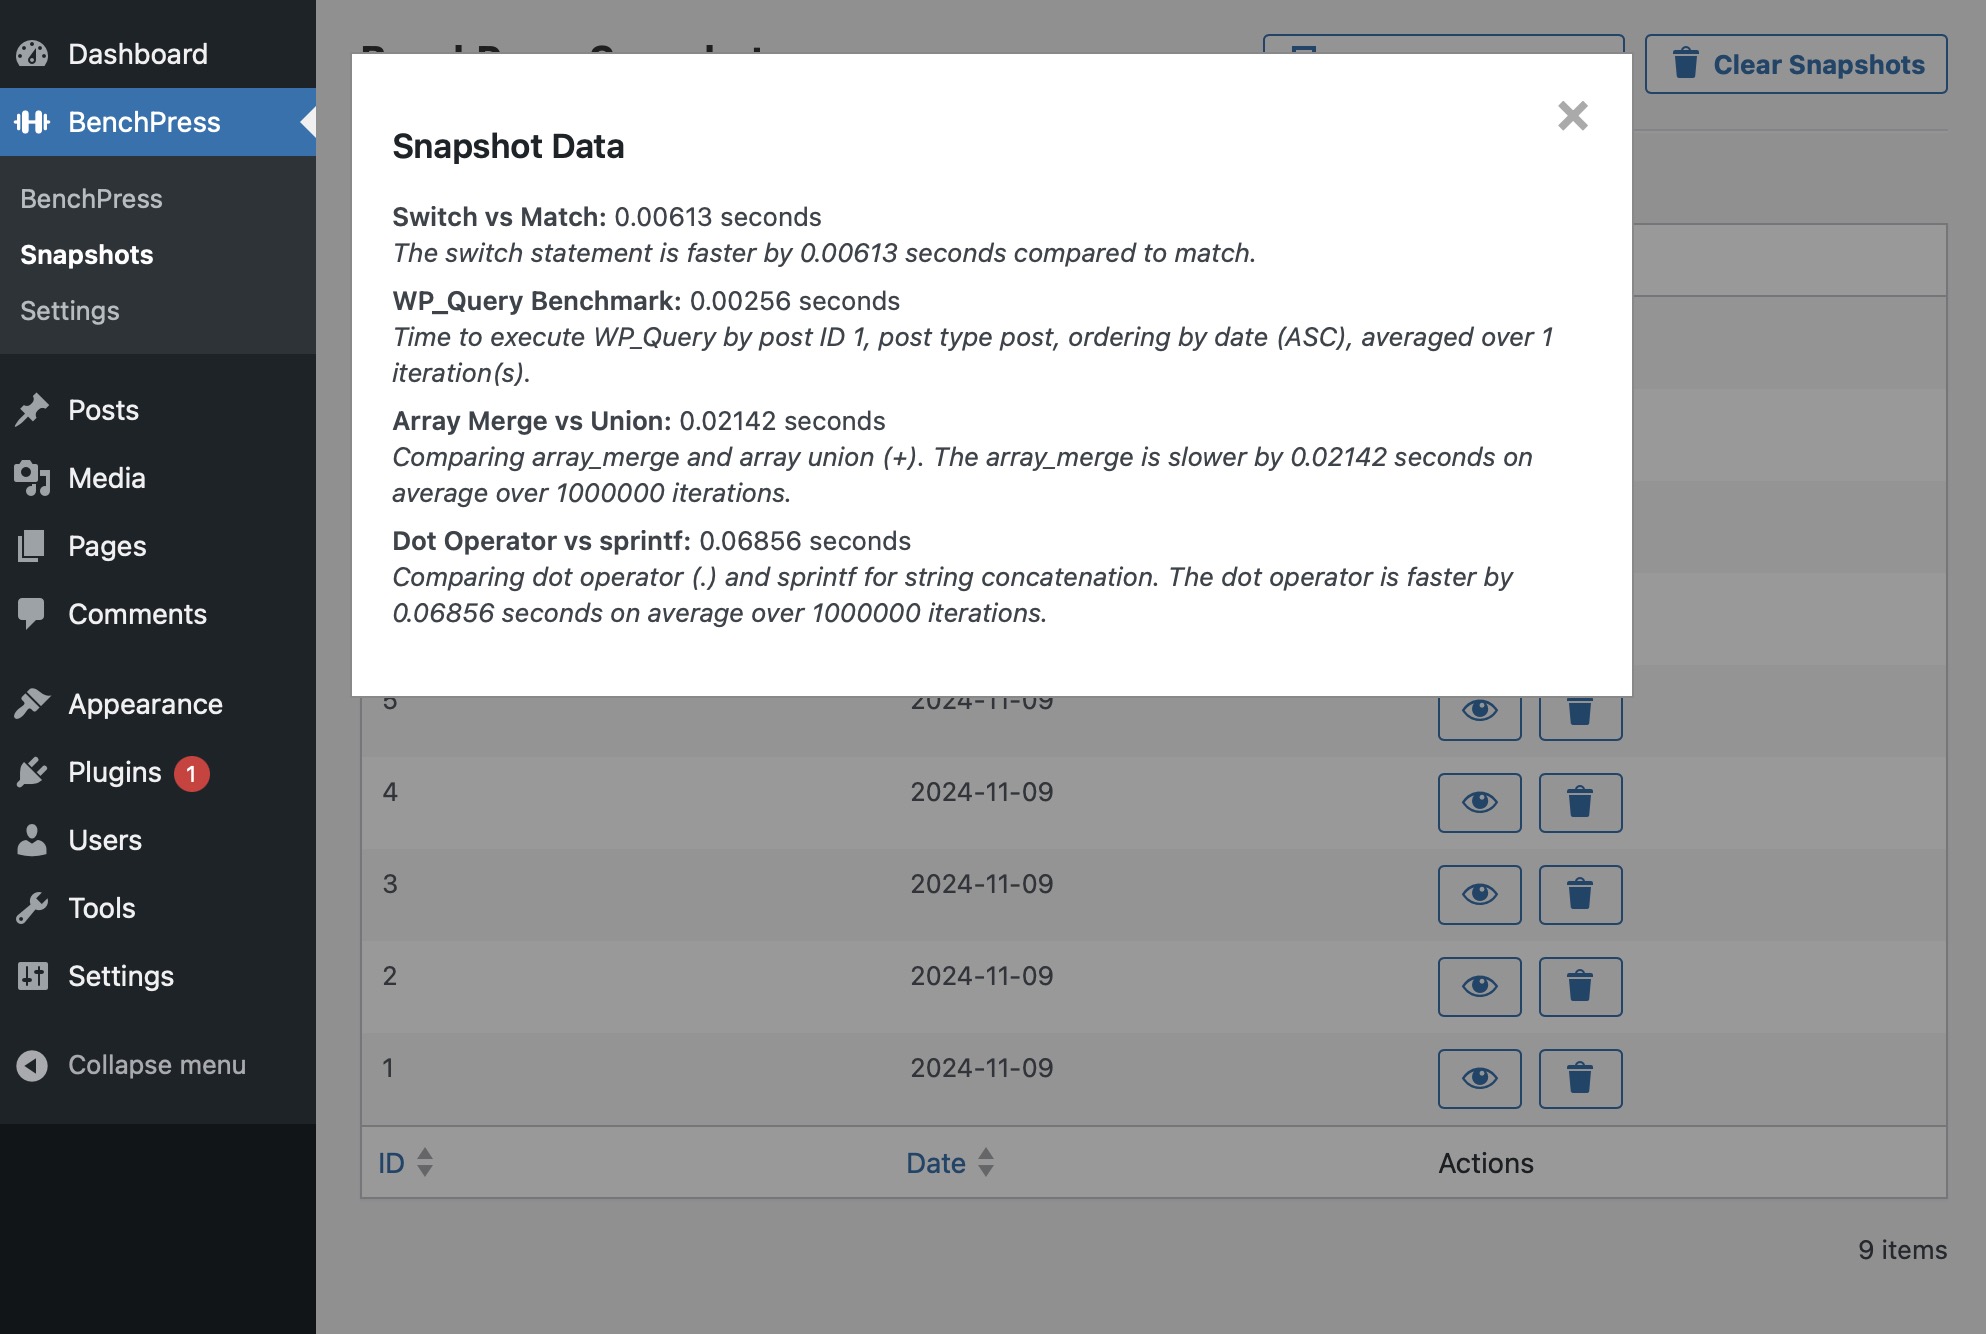 Dashboard
BenchPress
BenchPress
Snapshots
Settings
Posts
Media
Pages
Comments
Appearance
Plugins 1
Users
Tools
Settings
Collapse menu
Clear Snapshots
Snapshot Data
Switch vs Match: 0.00613 seconds
The switch statement is faster by 0.00613 seconds compared to match.
WP_Query Benchmark: 0.00256 seconds
Time to execute WP_Query by post ID 1, post type post, ordering by date (ASC), averaged over 1
iteration(s).
Array Merge vs Union: 0.02142 seconds
Comparing array_merge and array union (+). The array_merge is slower by 0.02142 seconds on
average over 1000000 iterations.
Dot Operator vs sprintf: 0.06856 seconds
Comparing dot operator (.) and sprintf for string concatenation. The dot operator is faster by
0.06856 seconds on average over 1000000 iterations.
5 2024-11-09
4 2024-11-09
3 2024-11-09
2 2024-11-09
1 2024-11-09
ID Date Actions
9 items